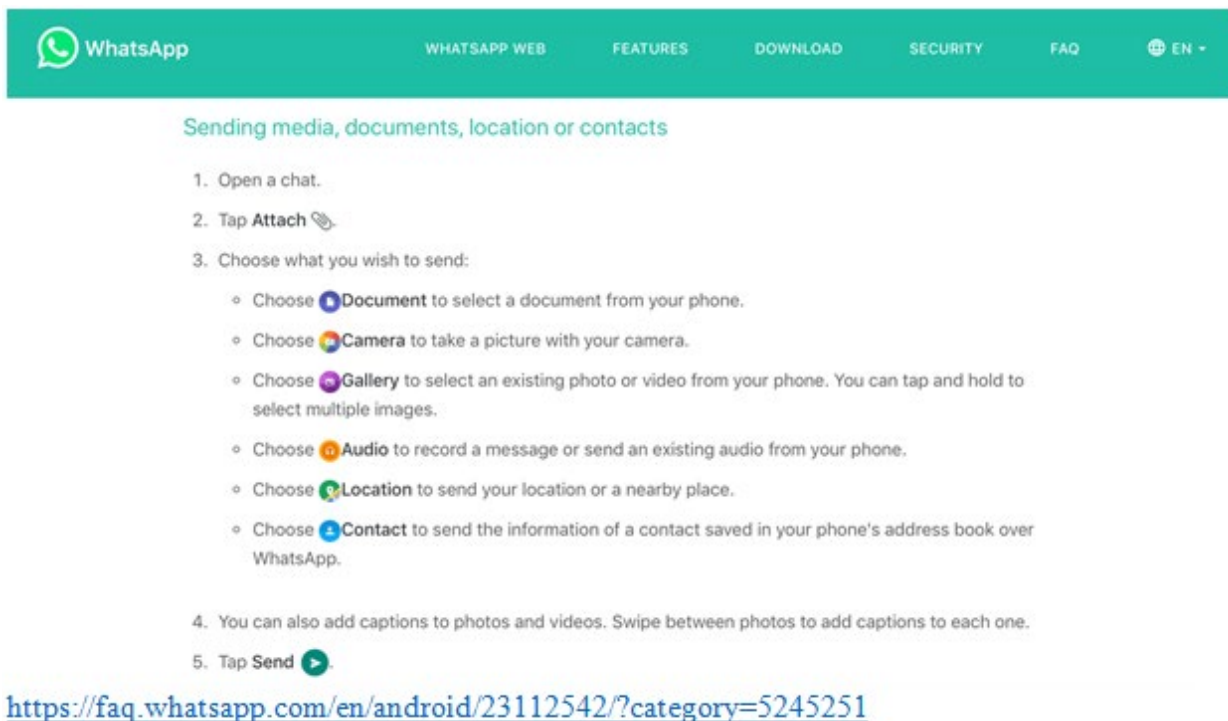 WhatsApp WHATSAPP WEB FEATURES DOWNLOAD SECURITY FAQ EN
Sending media, documents, location or contacts
1. Open a chat.
2. Tap Attach.
3. Choose what you wish to send:
Choose Document to select a document from your phone.
Choose Camera to take a picture with your camera.
Choose Gallery to select an existing photo or video from your phone. You can tap and hold to
select multiple images.
Choose Audio to record a message or send an existing audio from your phone.
Choose Location to send your location or a nearby place.
Choose Contact to send the information of a contact saved in your phone's address book over
WhatsApp.
4. You can also add captions to photos and videos. Swipe between photos to add captions to each one.
5. Tap Send.
https://faq.whatsapp.com/en/android/23112542/?category=5245251